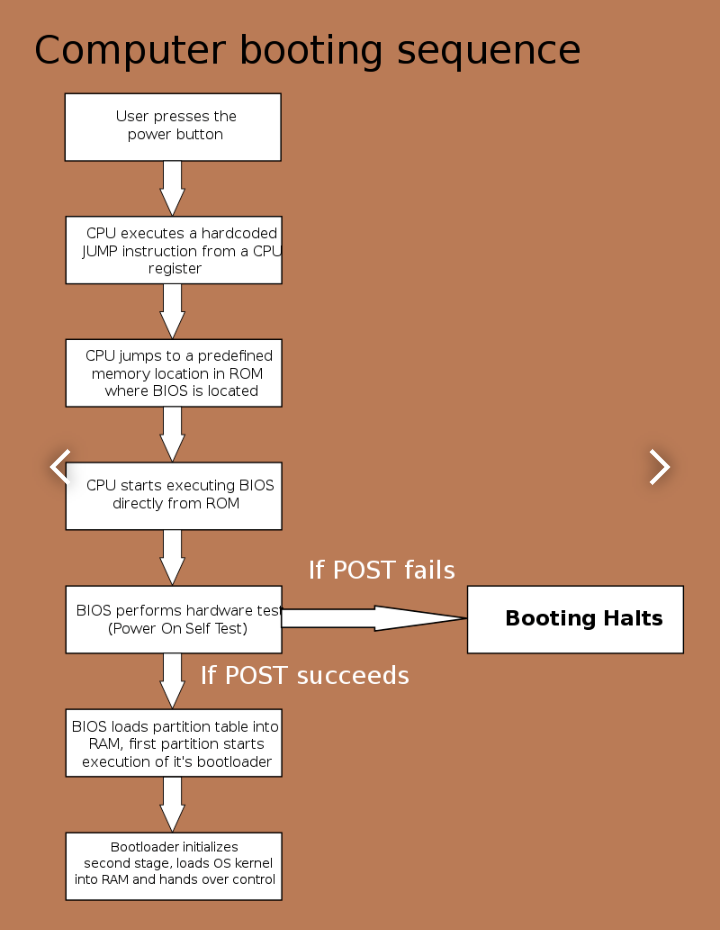 Computer booting sequence
User presses the
power button
CPU executes a hardcoded
JUMP instruction from a CPU
register
CPU jumps to a predefined
memory location in ROM
where BIOS is located
CPU starts executing BIOS
directly from ROM
If POST fails
BIOS performs hardware test
(Power On Self Test)
Booting Halts
If POST succeeds
BIOS loads partition table into
RAM, first partition starts
execution of it's bootloader
Bootloader initializes
second stage, loads OS kernel
into RAM and hands over control